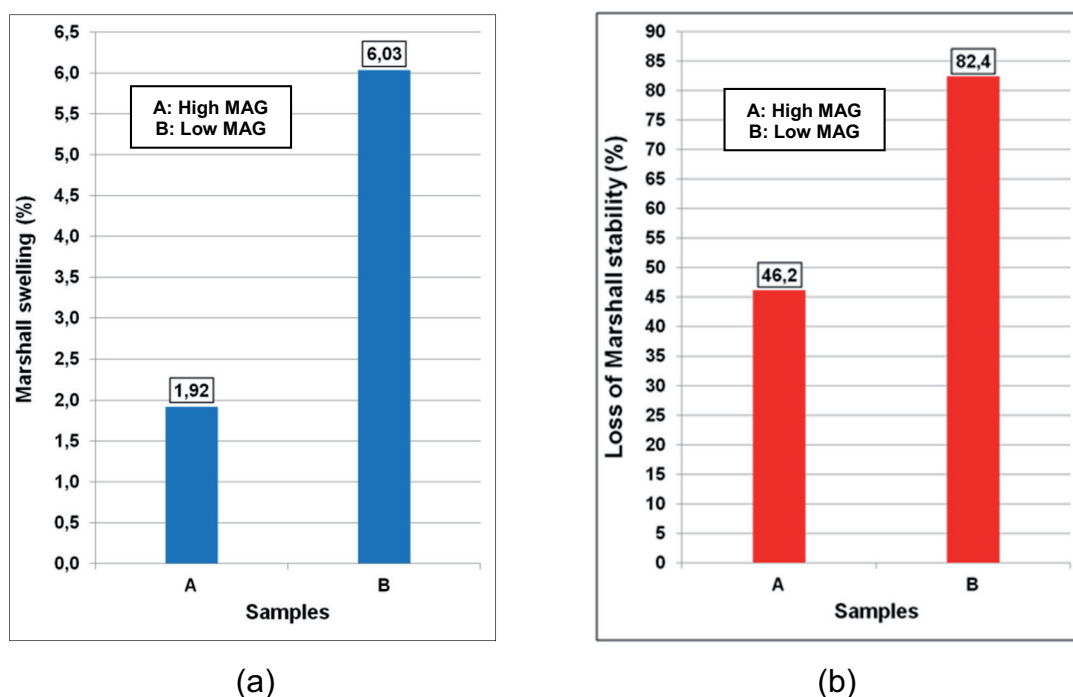 Marshall swelling (%)
6,5
6,0
5,5
5,0
4,5
4,0
3,5
3,0
2,5
2,0
1,5
1,0
0,5
0,0
A: High MAG
B: Low MAG
1,92
6,03
A
B
Samples
(a)
Loss of Marshall stability (%)
90
85
80
75
70
65
60
55
50
45
40
35
30
25
20
15
10
5
0
A: High MAG
B: Low MAG
46,2
82,4
A
B
Samples
(b)